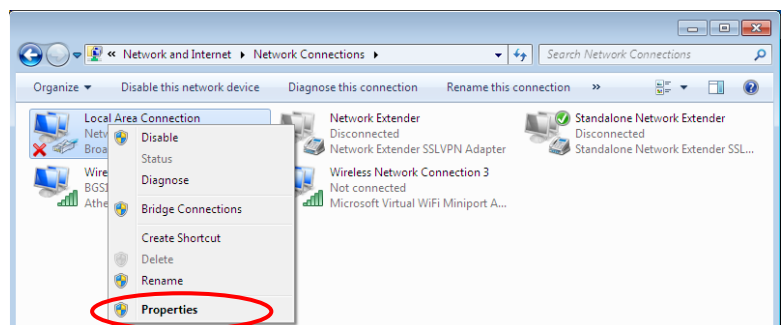 « Network and Internet ▸ Network Connections ▸
Search Network Connections
Organize ▾ Disable this network device Diagnose this connection Rename this connection »
Local Area Connection
Netw
Broa
Network Extender
Disconnected
Network Extender SSLVPN Adapter
Standalone Network Extender
Disconnected
Standalone Network Extender SSL...
Wire
BGS
Athe
Wireless Network Connection 3
Not connected
Microsoft Virtual WiFi Miniport A...
Disable
Status
Diagnose
Bridge Connections
Create Shortcut
Delete
Rename
Properties